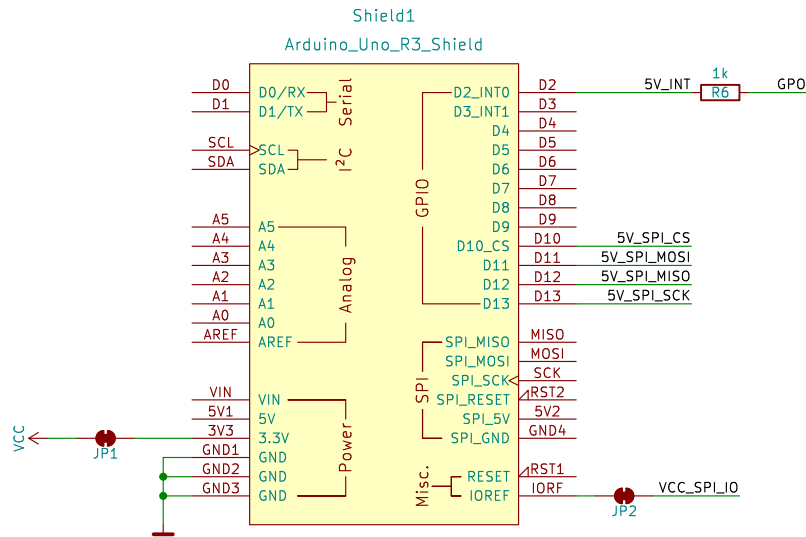 Shield1
Arduino_Uno_R3_Shield
D0 D0/RX
D1 D1/TX
Serial
SCL SCL
SDA SDA
I²C
A5 A5
A4 A4
A3 A3
A2 A2
A1 A1
A0 A0
AREF AREF
Analog
VIN VIN
5V1 5V
3V3 3.3V
GND1 GND
GND2 GND
GND3 GND
Power
VCC
JP1
D2_INT0 D2 5V_INT
1k
R6
GPO
D3_INT1 D3
D4 D4
D5 D5
D6 D6
D7 D7
D8 D8
D9 D9
D10_CS D10 5V_SPI_CS
D11 D11 5V_SPI_MOSI
D12 D12 5V_SPI_MISO
D13 D13 5V_SPI_SCK
GPIO
SPI_MISO MISO
SPI_MOSI MOSI
SPI_SCK SCK
SPI_RESET RST2
SPI_5V 5V2
SPI_GND GND4
SPI
RESET RST1
IOREF IORF
Misc.
VCC_SPI_IO
JP2